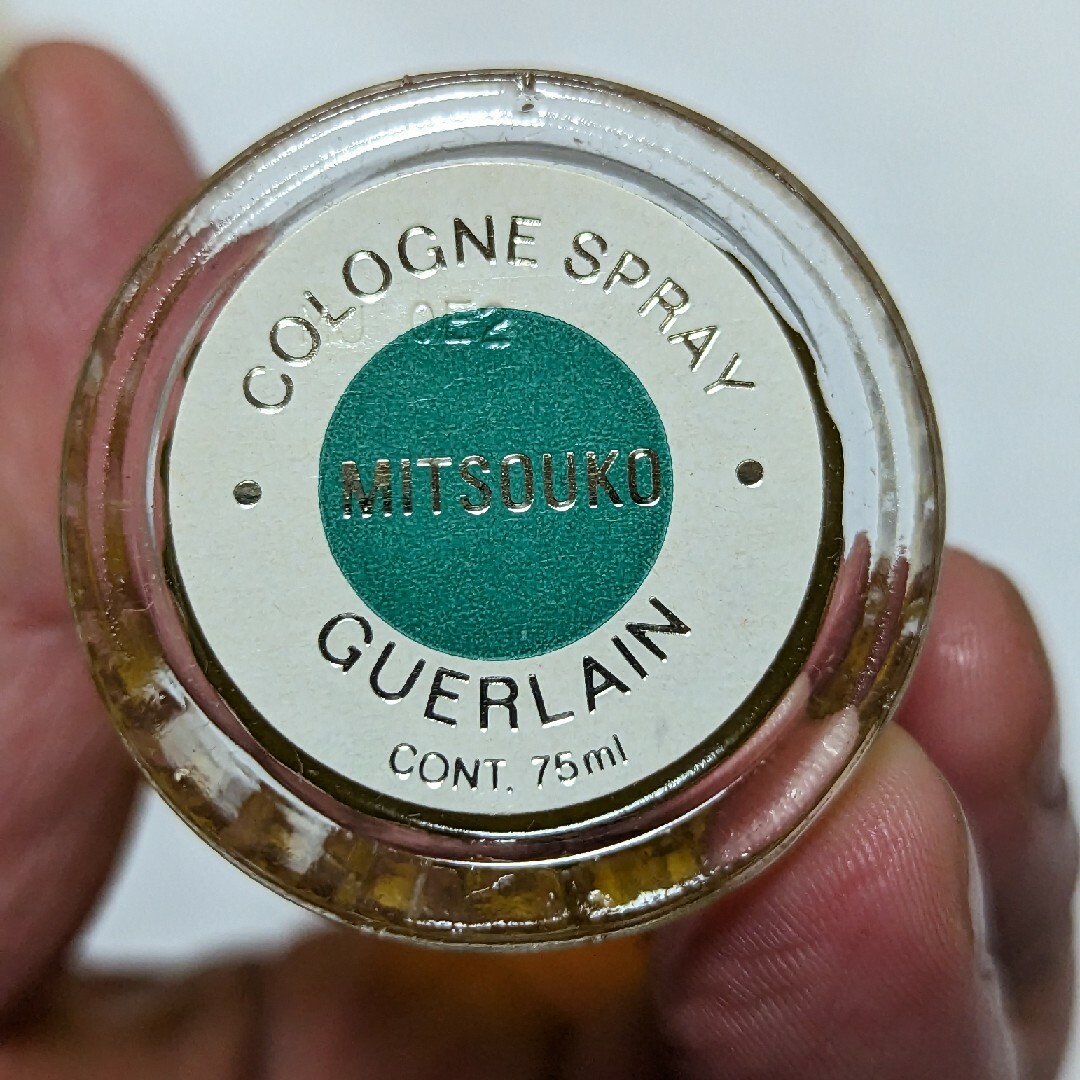 COLOGNE SPRAY
MITSOUKO
GUERLAIN
CONT. 75ml